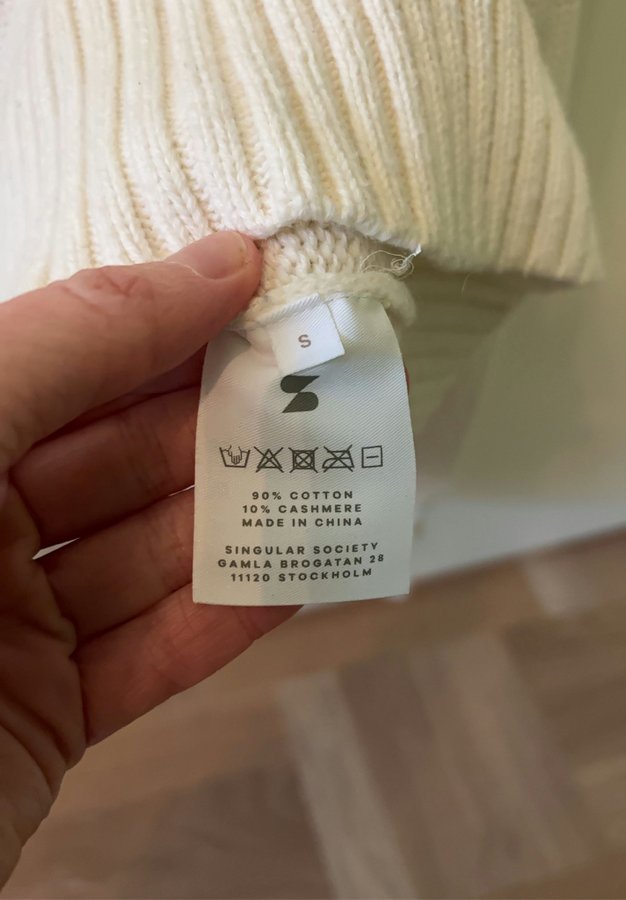 S
90% COTTON
10% CASHMERE
MADE IN CHINA
SINGULAR SOCIETY
GAMLA BROGATAN 28
11120 STOCKHOLM